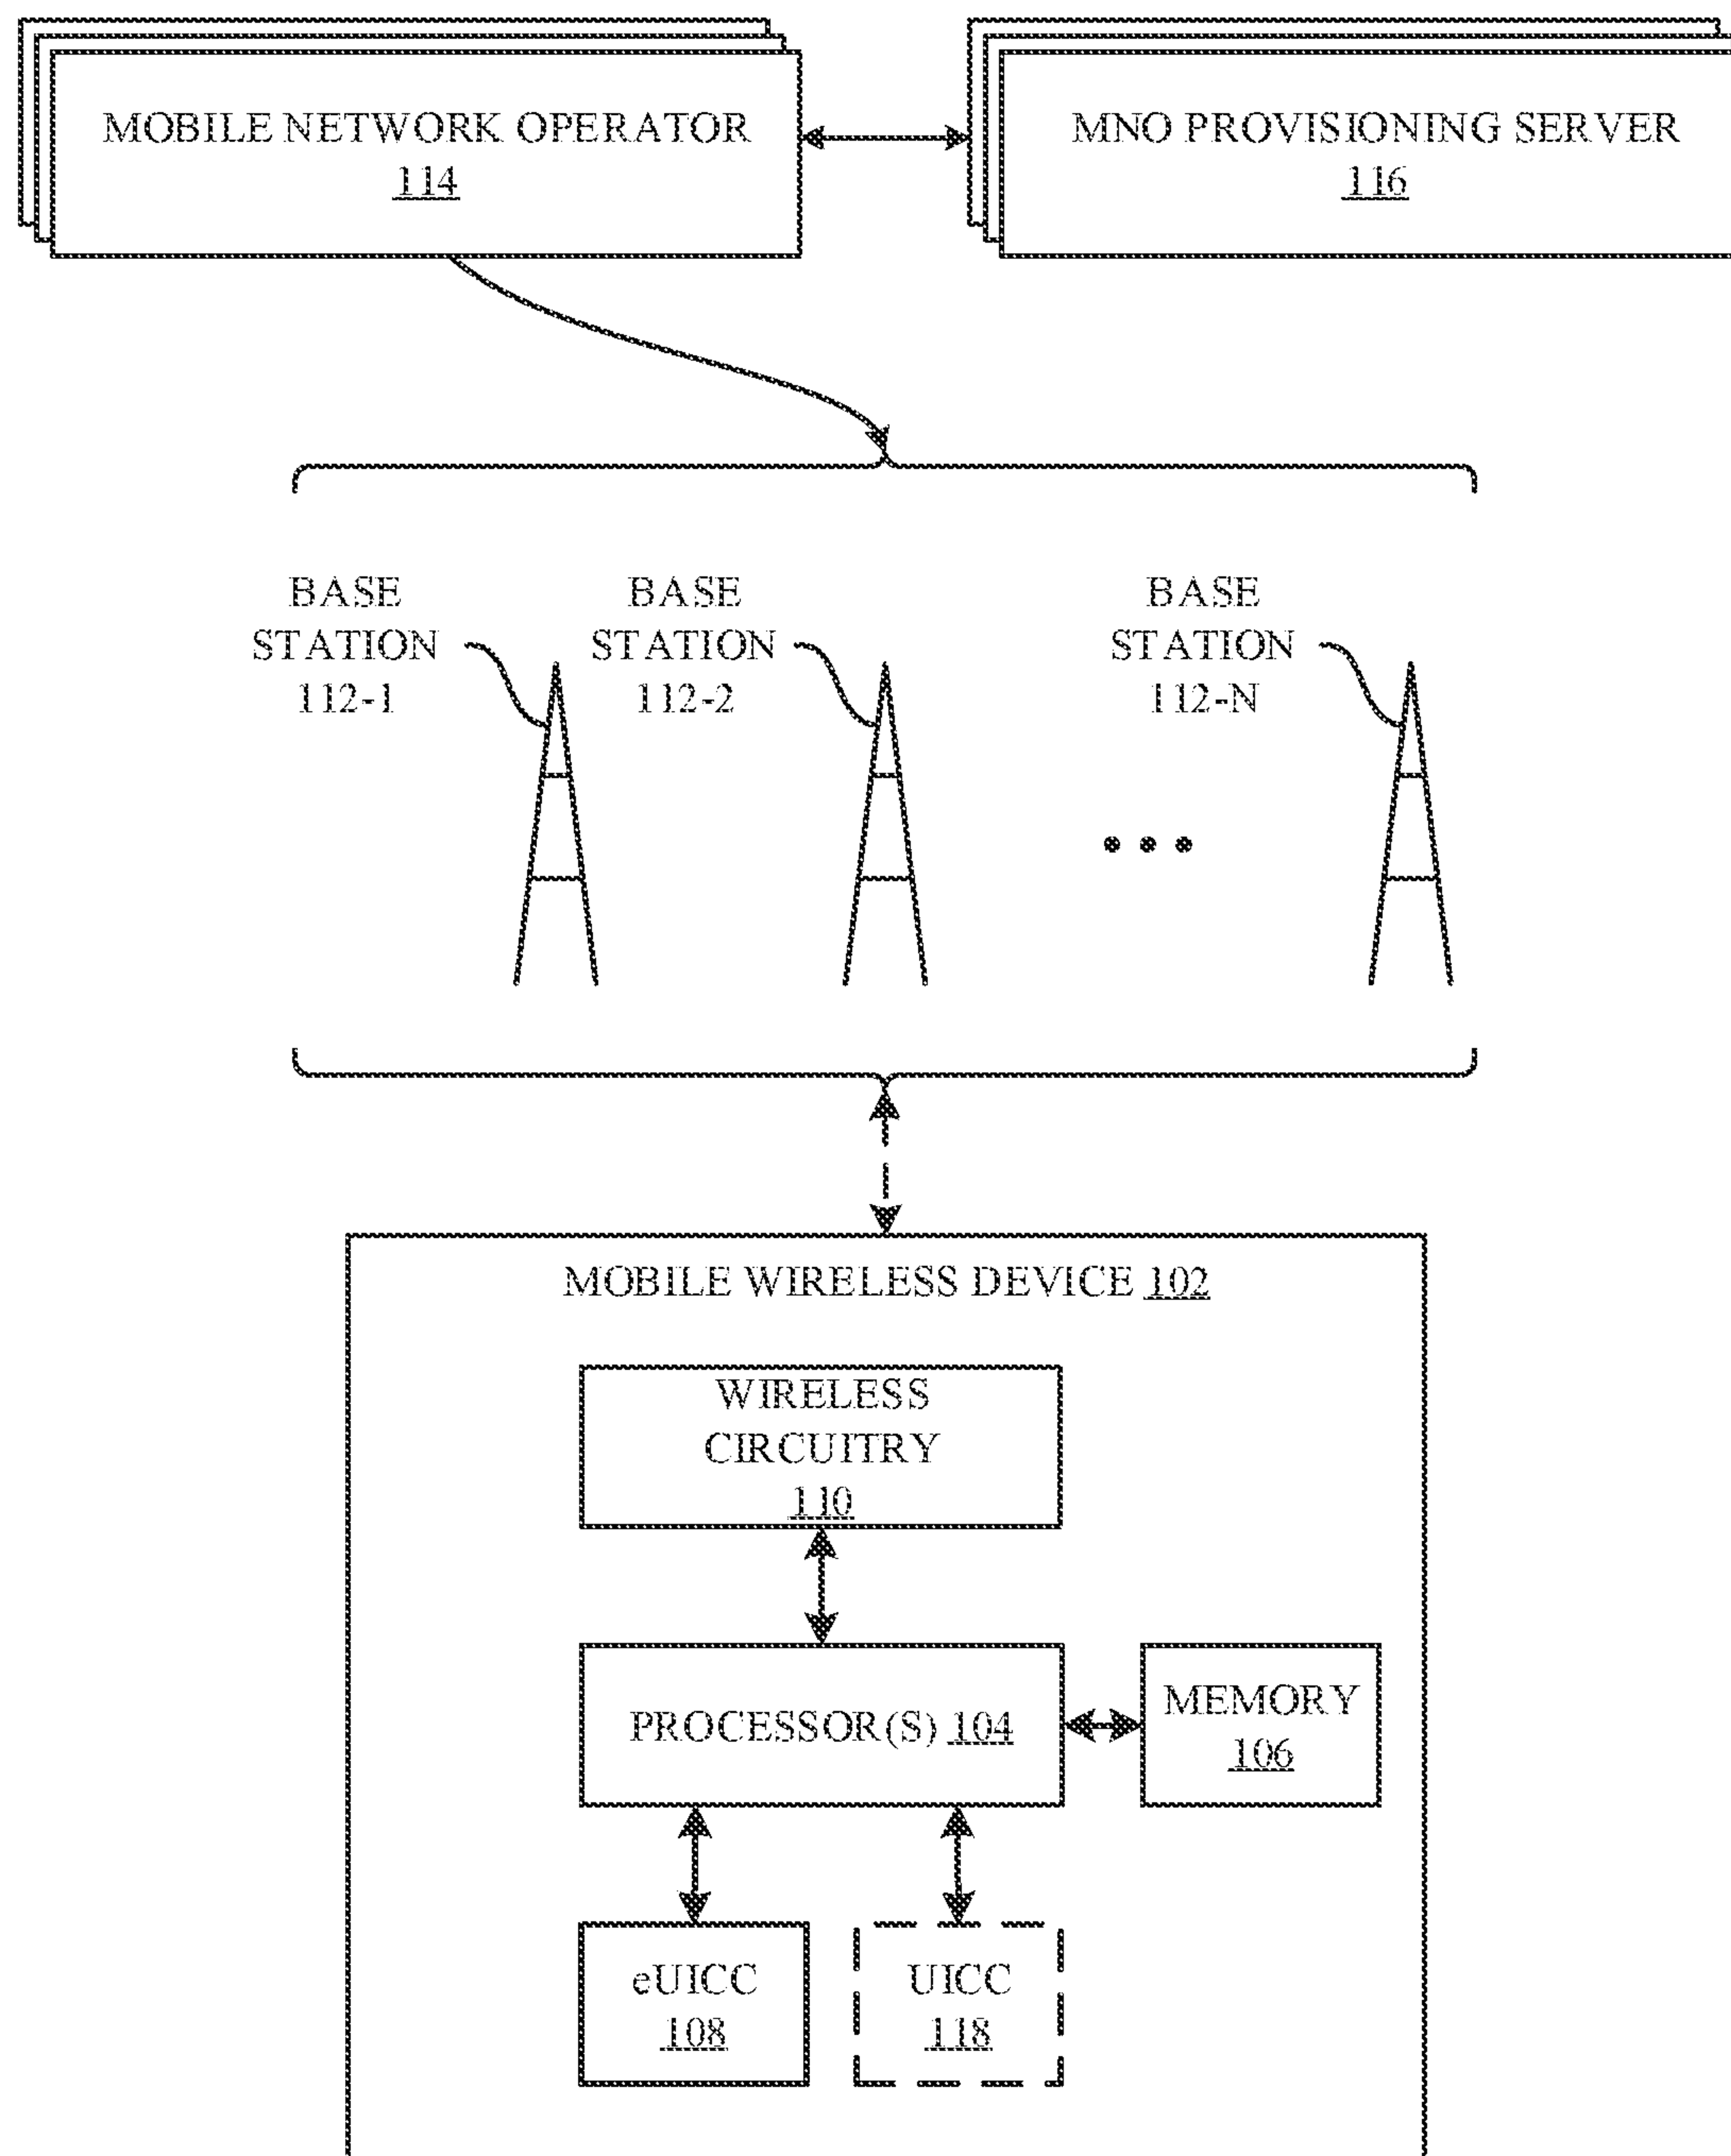 MOBILE NETWORK OPERATOR
114
MNO PROVISIONING SERVER
116
BASE
STATION
112-1
BASE
STATION
112-2
BASE
STATION
112-N
MOBILE WIRELESS DEVICE 102
WIRELESS
CIRCUITRY
110
PROCESSOR(S) 104
MEMORY
106
eUICC
108
UICC
118